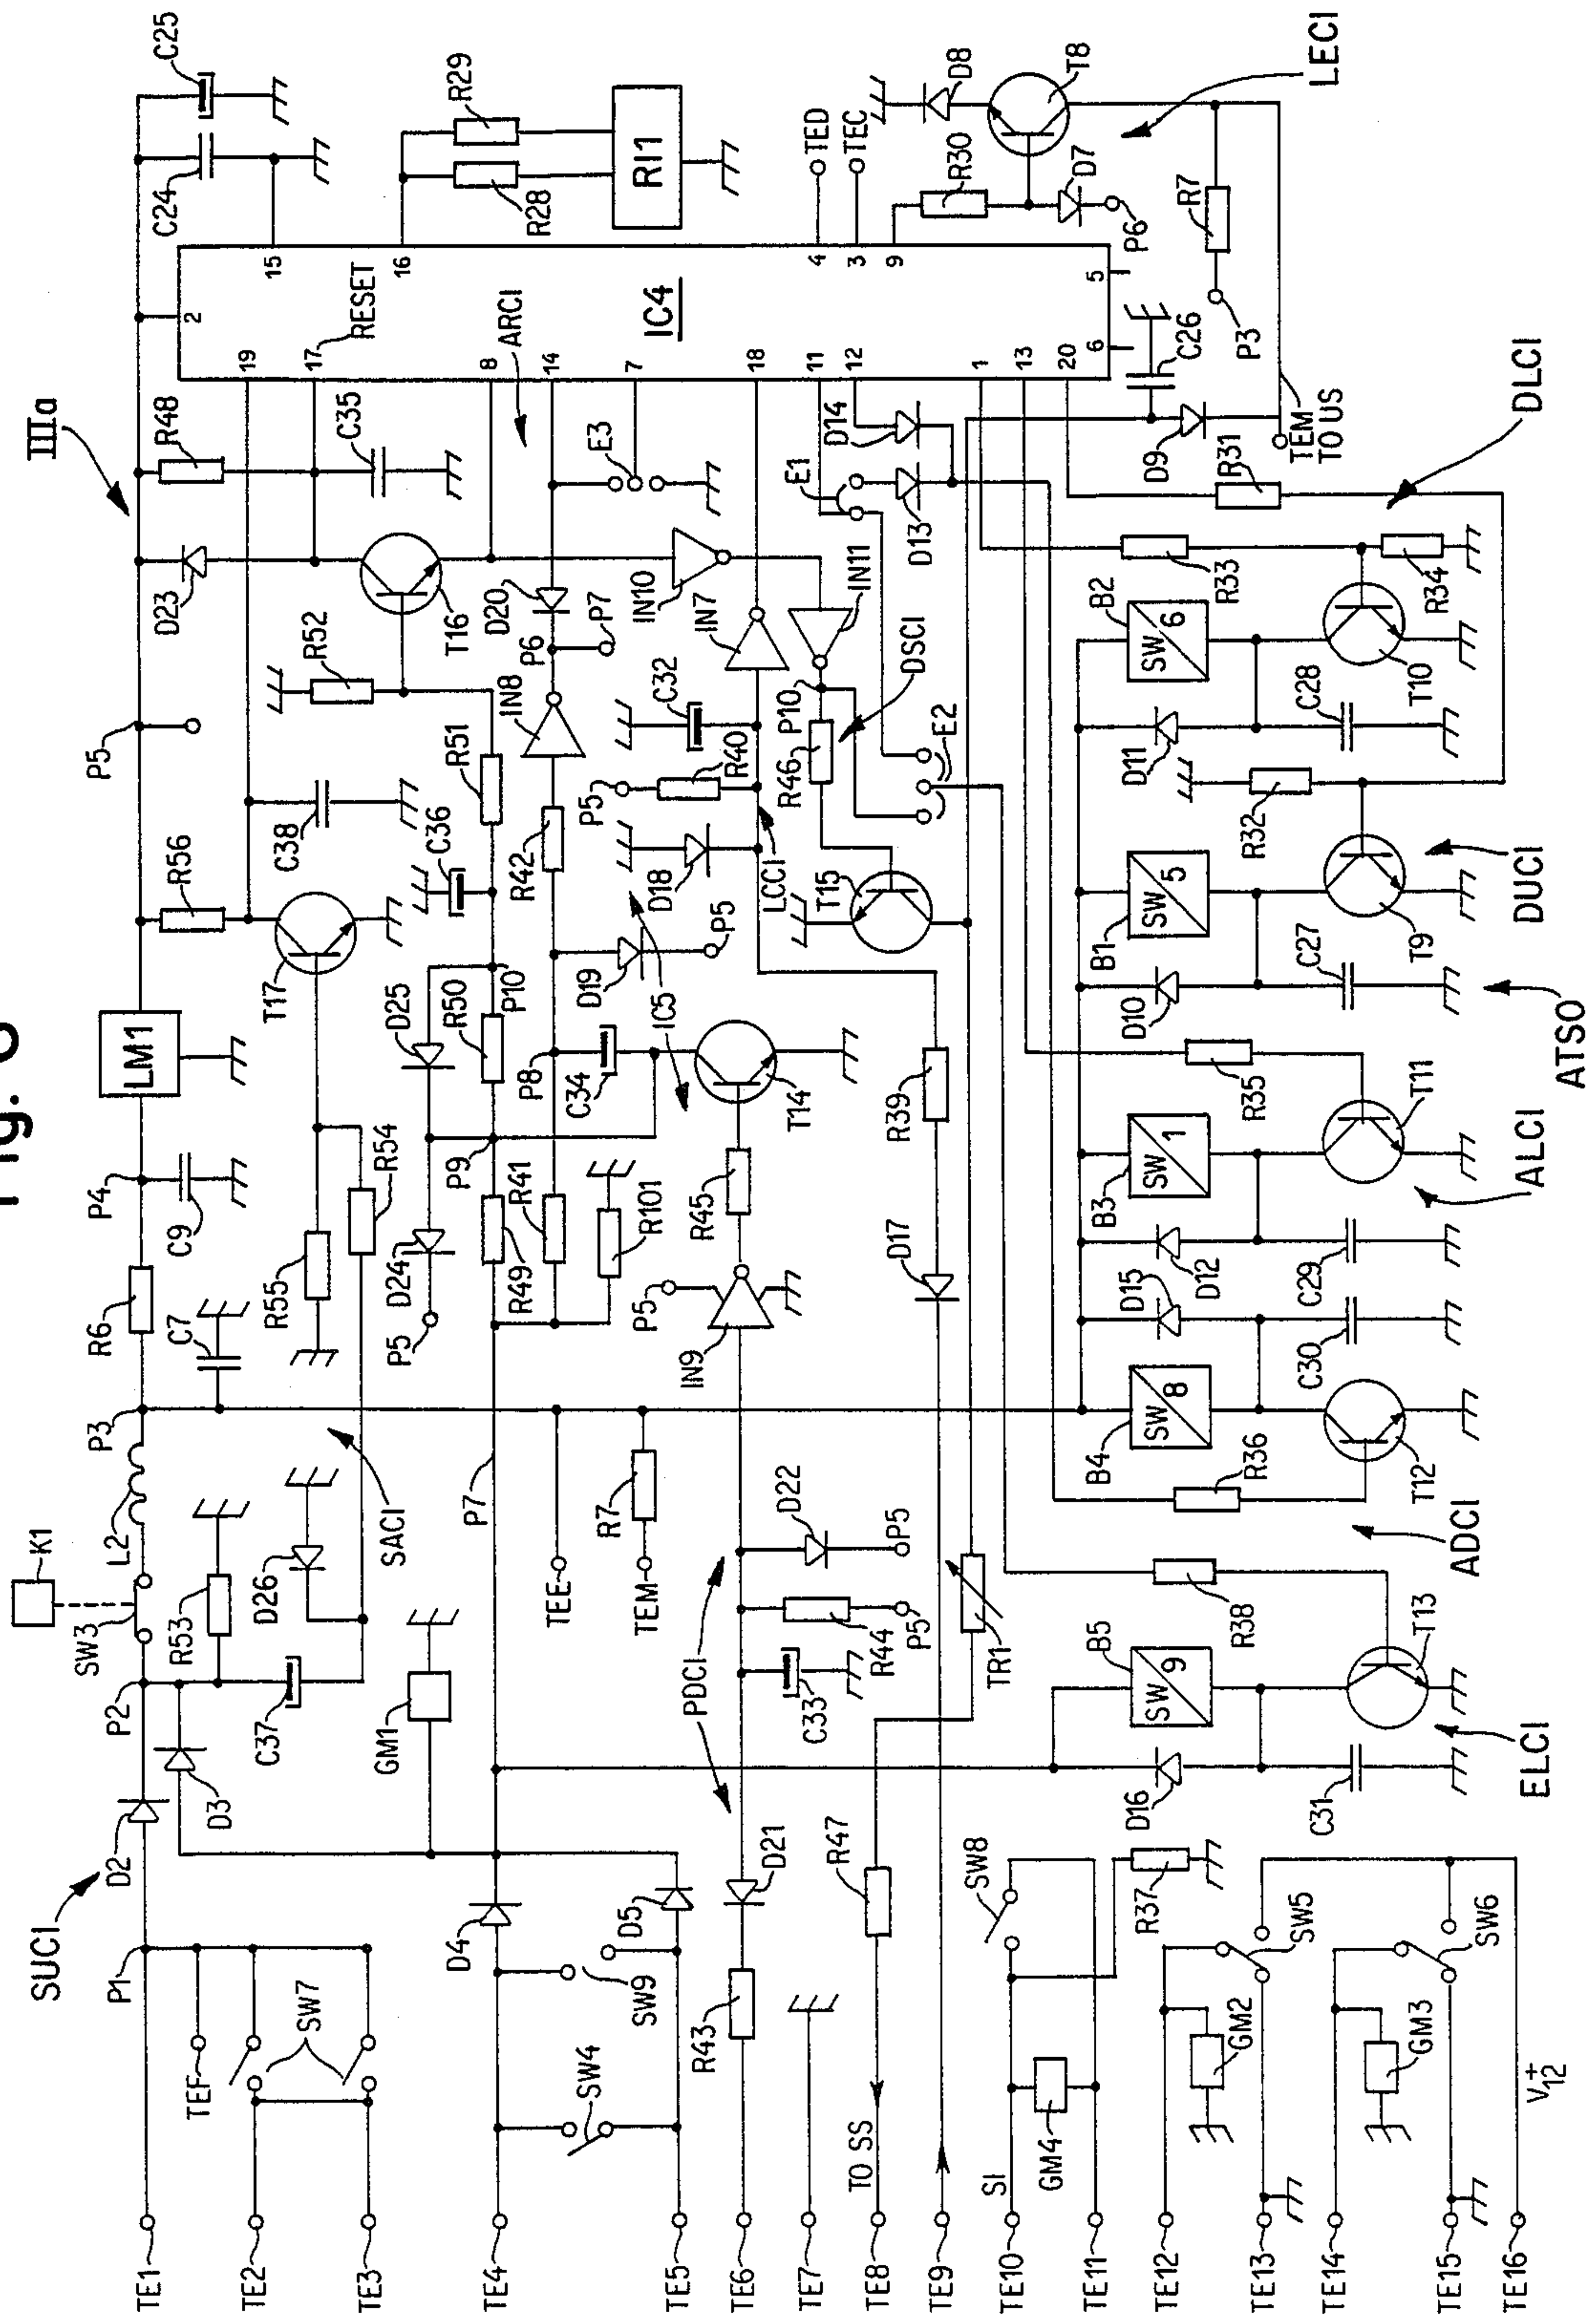 Fig.
IIIa
SUCI
K1
P1
D2
P2
SW3
L2
P3
R6
P4
LM1
P5
C25
TE1
TEF
D3
R53
C7
C9
R56
D23
R48
C24
2
TE2
SW7
C37
D26
R55
T17
C38
R52
19
15
R29
TE3
SACI
R54
C35
17
RESET
R28
GM1
D24
P5
D25
C36
T16
16
RI1
TE4
D4
P7
R49
P9
R50
P10
R51
8
ARCI
SW4
SW9
TEE
R41
P8
R42
IN8
P6
D20
14
R101
C34
D19
P5
P7
E3
7
IC4
TE5
D5
R7
TEM
IC5
D18
P5
R40
C32
IN10
TE6
R43
D21
PDCI
C33
R44
D22
P5
IN9
P5
R45
T14
LCCI
IN7
18
TE7
R46
P10
IN11
11
4
TED
TE8
TO SS
R47
T15
DSCI
E1
12
3
TEC
TE9
TR1
D17
R39
E2
D13
D14
9
R30
D8
T8
TE10
SI
SW8
1
D7
P6
LECI
GM4
13
TE11
B5
B4
B3
B1
B2
20
6
5
R7
TE12
R37
D16
SW 9
R38
R36
SW 8
D15
D12
SW 1
R35
D10
SW 5
D11
SW 6
R33
C26
P3
GM2
SW5
D9
TE13
C31
T13
T12
C30
C29
T11
C27
T9
R32
C28
T10
R34
R31
TEM
TO US
TE14
GM3
SW6
TE15
ELCI
ADCI
ALCI
ATSO
DUCI
DLCI
TE16
V12+